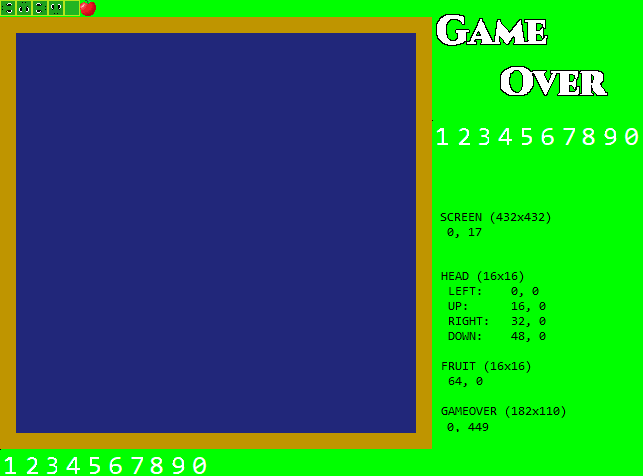 GAME
OVER
1 2 3 4 5 6 7 8 9 0
SCREEN (432x432)
0, 17
HEAD (16x16)
LEFT: 0, 0
UP: 16, 0
RIGHT: 32, 0
DOWN: 48, 0
FRUIT (16x16)
64, 0
GAMEOVER (182x110)
0, 449
1 2 3 4 5 6 7 8 9 0